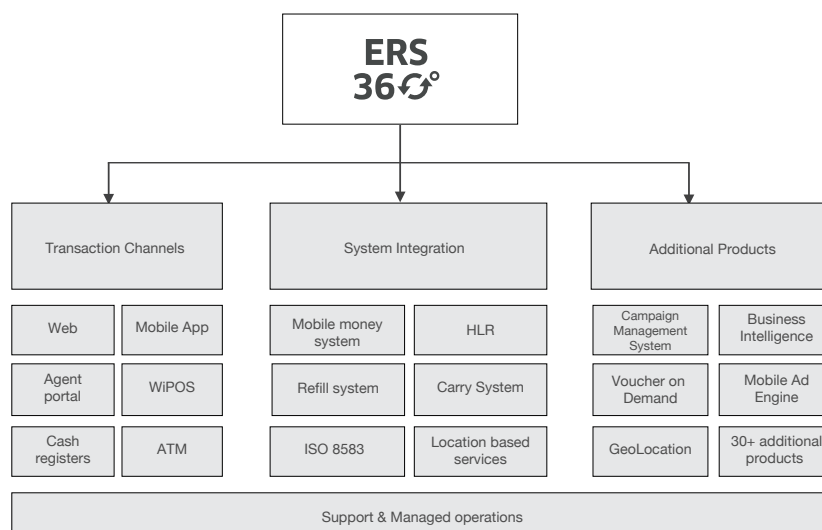 ERS
360°
Transaction Channels
System Integration
Additional Products
Web
Mobile App
Agent
portal
WiPOS
Cash
registers
ATM
Mobile money
system
HLR
Refill system
Carry System
ISO 8583
Location based
services
Campaign
Management
System
Business
Intelligence
Voucher on
Demand
Mobile Ad
Engine
GeoLocation
30+ additional
products
Support & Managed operations